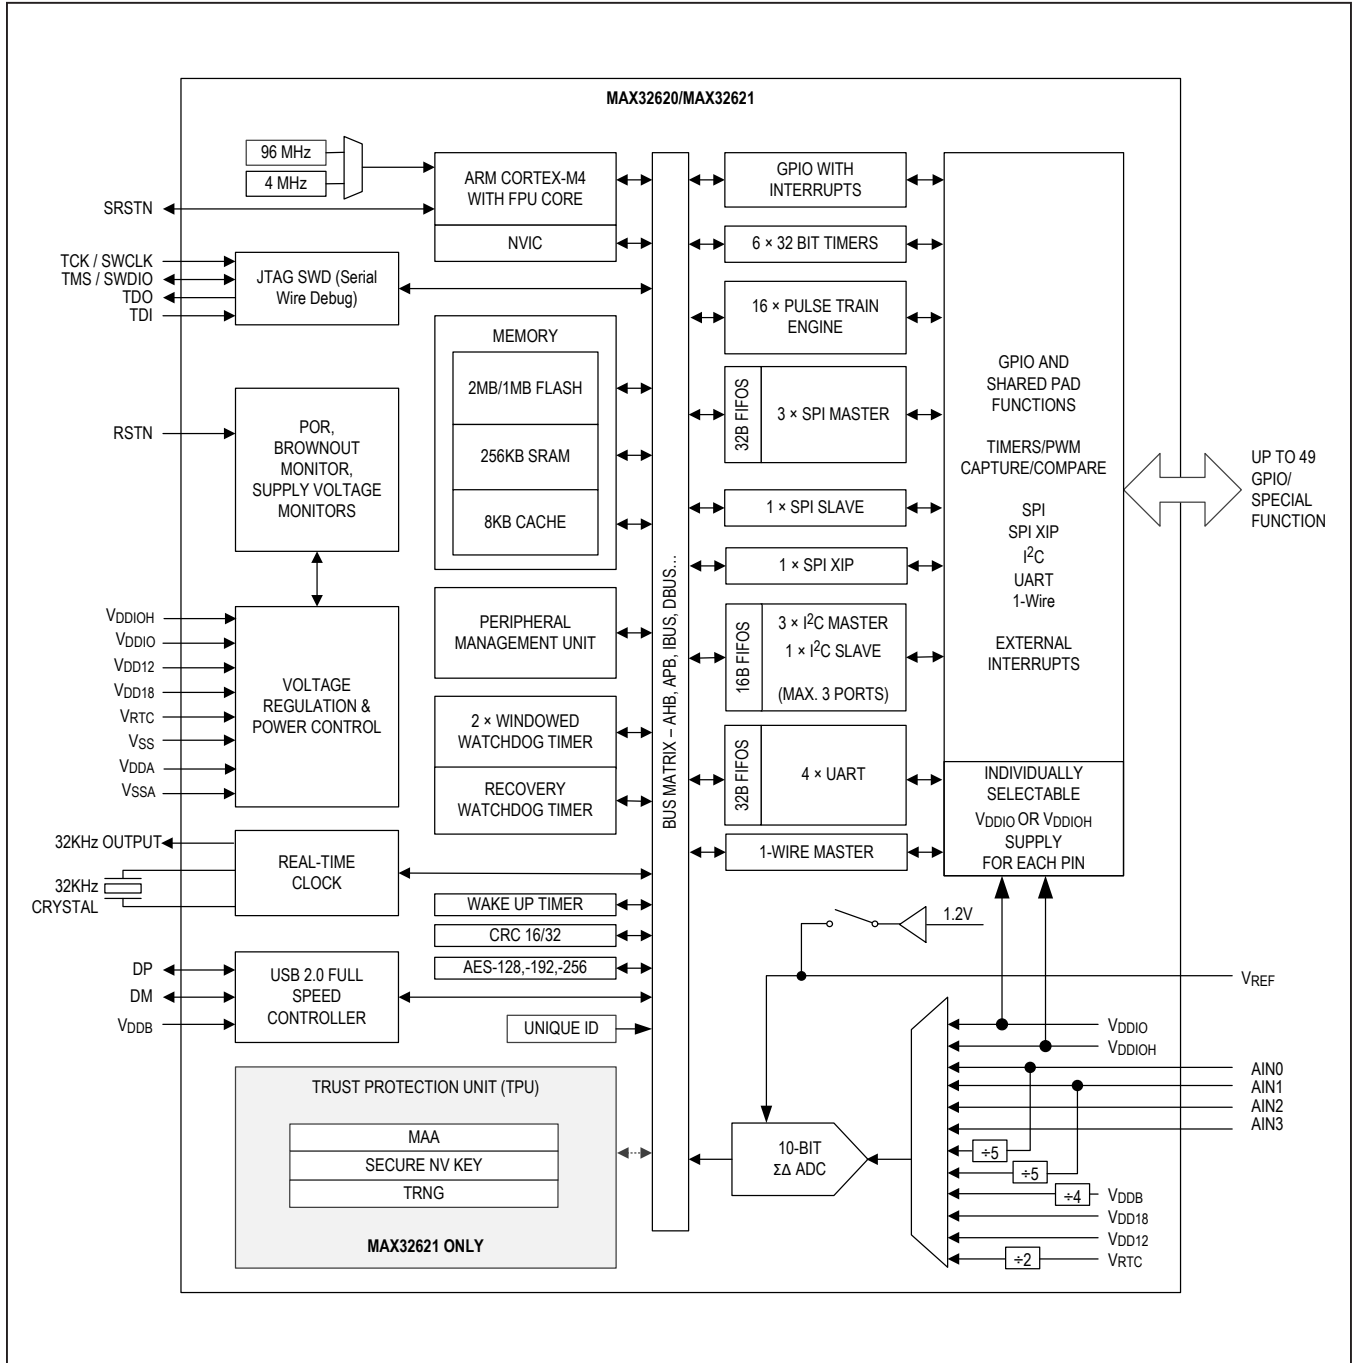 MAX32620/MAX32621
96 MHz
4 MHz
ARM CORTEX-M4
WITH FPU CORE
NVIC
SRSTN
TCK / SWCLK
TMS / SWDIO
TDO
TDI
JTAG SWD (Serial
Wire Debug)
MEMORY
2MB/1MB FLASH
256KB SRAM
8KB CACHE
RSTN
POR,
BROWNOUT
MONITOR,
SUPPLY VOLTAGE
MONITORS
VDDIOH
VDDIO
VDD12
VDD18
VRTC
VSS
VDDA
VSSA
VOLTAGE
REGULATION &
POWER CONTROL
PERIPHERAL
MANAGEMENT UNIT
2 × WINDOWED
WATCHDOG TIMER
RECOVERY
WATCHDOG TIMER
32KHz OUTPUT
32KHz
CRYSTAL
REAL-TIME
CLOCK
WAKE UP TIMER
CRC 16/32
AES-128,-192,-256
DP
DM
VDDB
USB 2.0 FULL
SPEED
CONTROLLER
UNIQUE ID
TRUST PROTECTION UNIT (TPU)
MAA
SECURE NV KEY
TRNG
MAX32621 ONLY
BUS MATRIX – AHB, APB, IBUS, DBUS...
GPIO WITH
INTERRUPTS
6 × 32 BIT TIMERS
16 × PULSE TRAIN
ENGINE
32B FIFOS
3 × SPI MASTER
1 × SPI SLAVE
1 × SPI XIP
16B FIFOS
3 × I2C MASTER
1 × I2C SLAVE
(MAX. 3 PORTS)
32B FIFOS
4 × UART
1-WIRE MASTER
GPIO AND
SHARED PAD
FUNCTIONS
TIMERS/PWM
CAPTURE/COMPARE
SPI
SPI XIP
I2C
UART
1-Wire
EXTERNAL
INTERRUPTS
INDIVIDUALLY
SELECTABLE
VDDIO OR VDDIOH
SUPPLY
FOR EACH PIN
UP TO 49
GPIO/
SPECIAL
FUNCTION
1.2V
VREF
10-BIT
ΣΔ ADC
VDDIO
VDDIOH
AIN0
AIN1
AIN2
AIN3
÷5
÷5
÷4
VDDB
VDD18
VDD12
÷2
VRTC